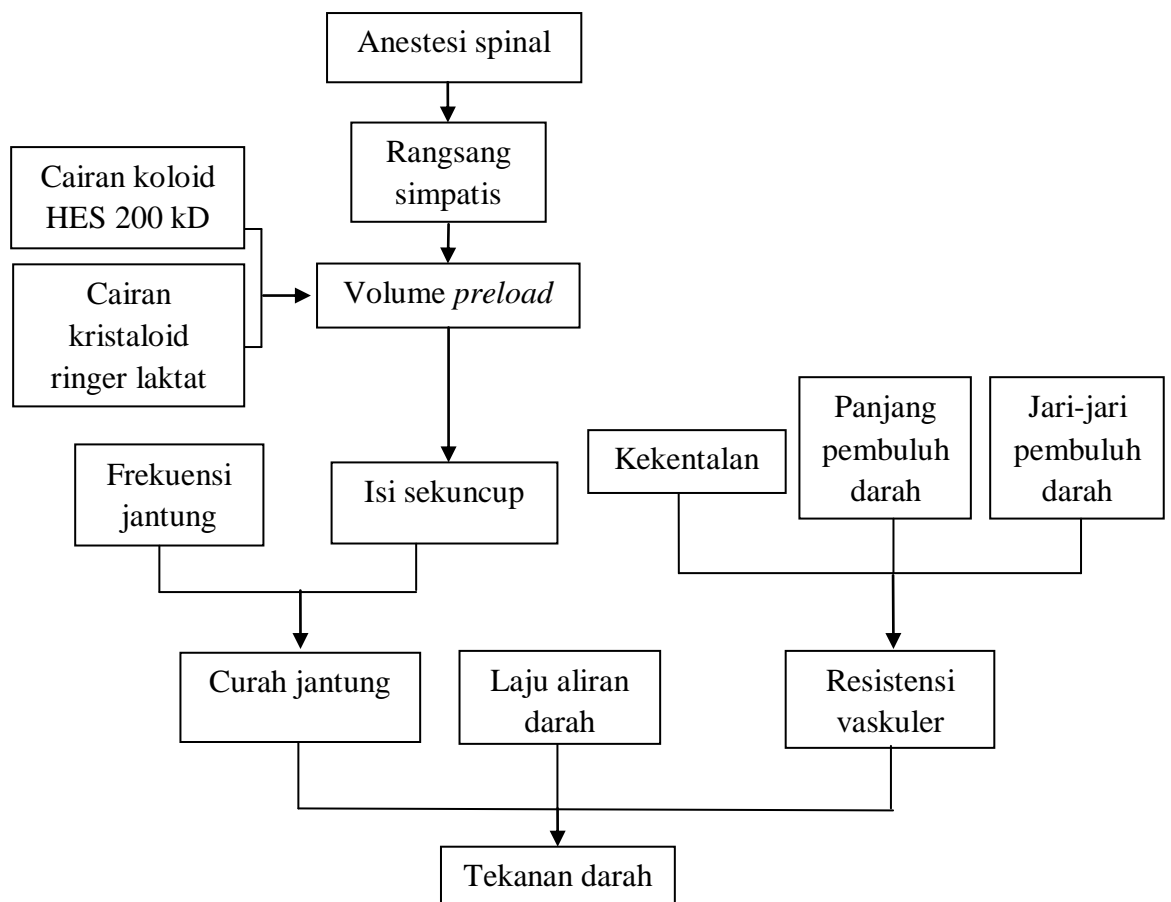 Anestesi spinal
Rangsang
simpatis
Cairan koloid
HES 200 kD
Volume preload
Cairan
kristaloid
ringer laktat
Frekuensi
jantung
Isi sekuncup
Kekentalan
Panjang
pembuluh
darah
Jari-jari
pembuluh
darah
Curah jantung
Laju aliran
darah
Resistensi
vaskuler
Tekanan darah